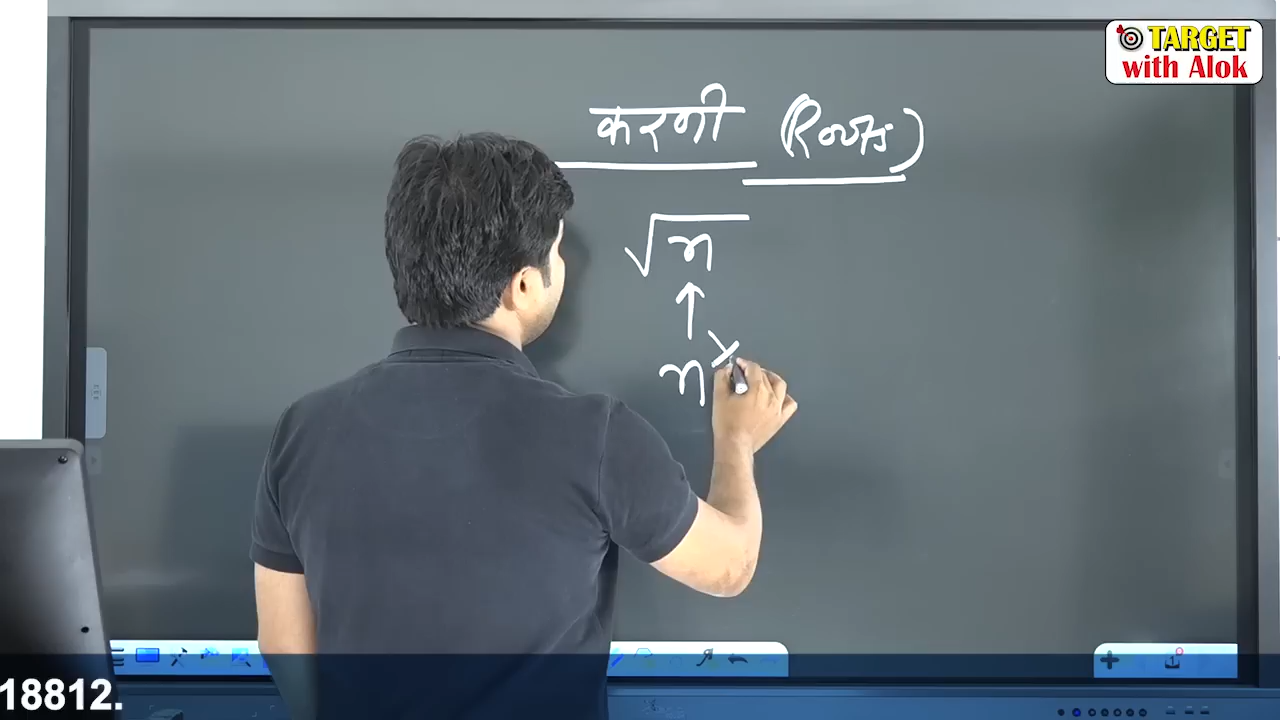 TARGET
with Alok
करणी (Roots)
√n
↑
n
18812.